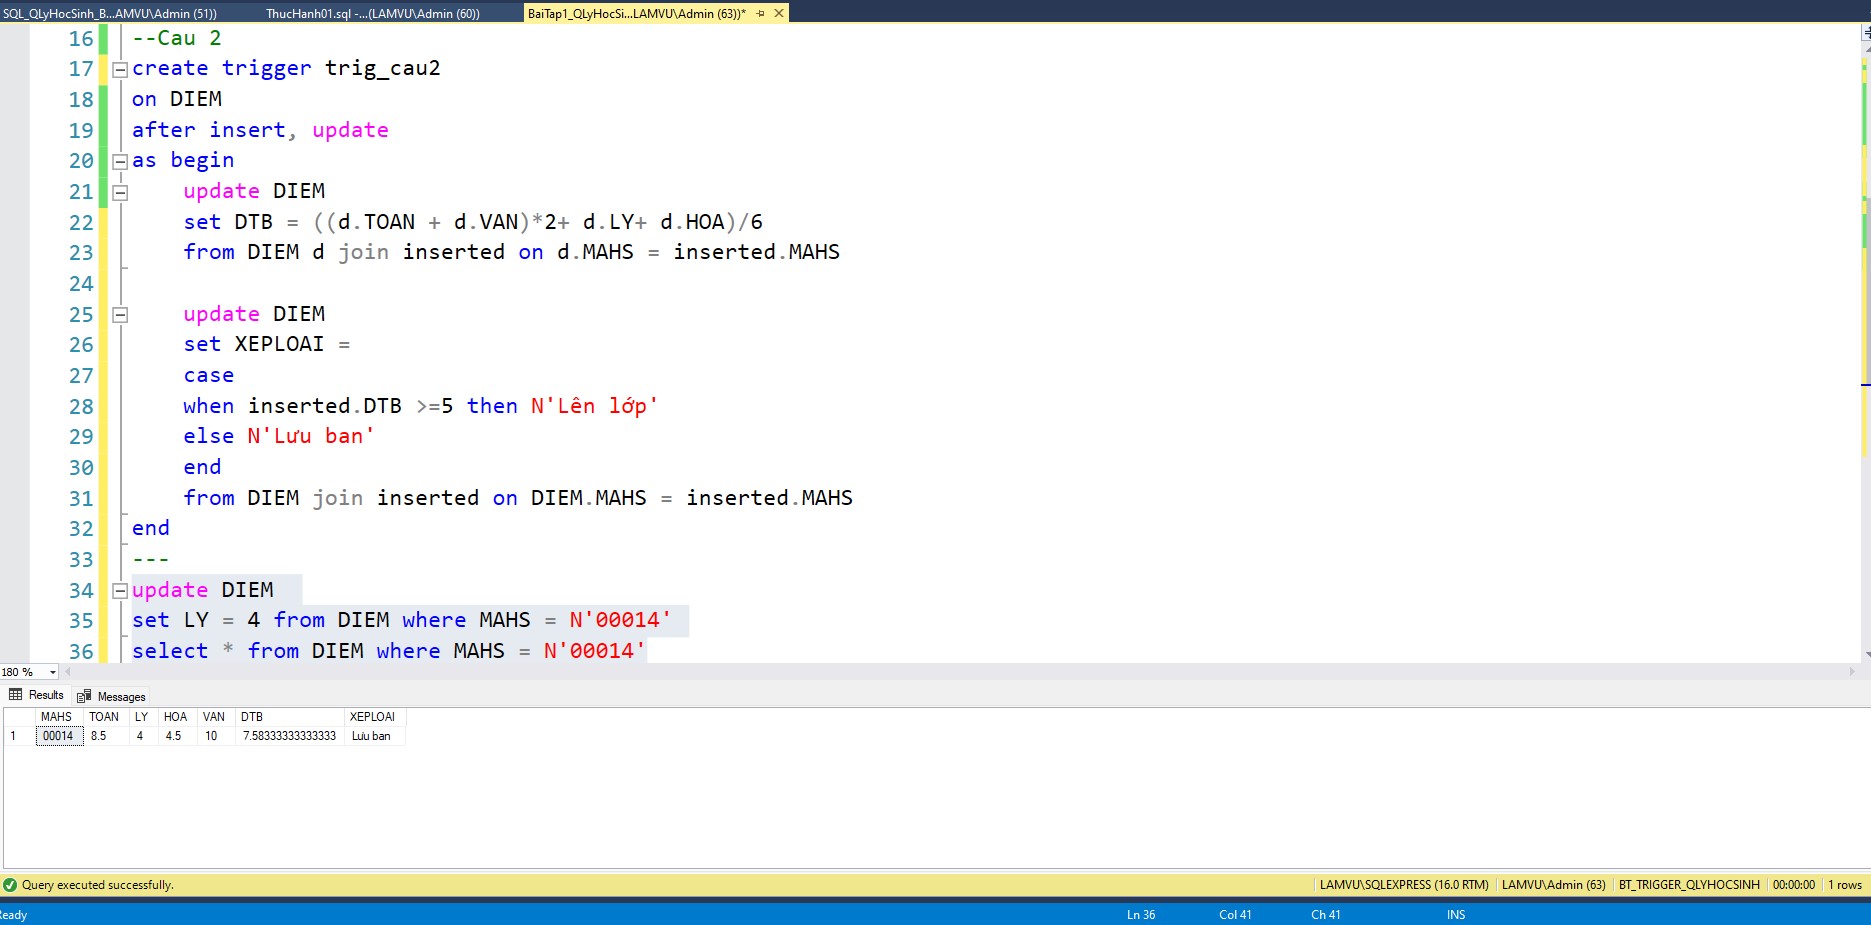 SQL_QLyHocSinh_B...AMVU\Admin (51)) ThucHanh01.sql -...(LAMVU\Admin (60)) BaiTap1_QLyHocSi...LAMVU\Admin (63))*
16 --Cau 2
17 create trigger trig_cau2
18 on DIEM
19 after insert, update
20 as begin
21 update DIEM
22 set DTB = ((d.TOAN + d.VAN)*2+ d.LY+ d.HOA)/6
23 from DIEM d join inserted on d.MAHS = inserted.MAHS
24
25 update DIEM
26 set XEPLOAI =
27 case
28 when inserted.DTB >=5 then N'Lên lớp'
29 else N'Lưu ban'
30 end
31 from DIEM join inserted on DIEM.MAHS = inserted.MAHS
32 end
33 ---
34 update DIEM
35 set LY = 4 from DIEM where MAHS = N'00014'
36 select * from DIEM where MAHS = N'00014'
180 %
Results Messages
MAHS TOAN LY HOA VAN DTB XEPLOAI
1 00014 8.5 4 4.5 10 7.58333333333333 Lưu ban
Query executed successfully. LAMVU\SQLEXPRESS (16.0 RTM) LAMVU\Admin (63) BT_TRIGGER_QLYHOCSINH 00:00:00 1 rows
Ready Ln 36 Col 41 Ch 41 INS